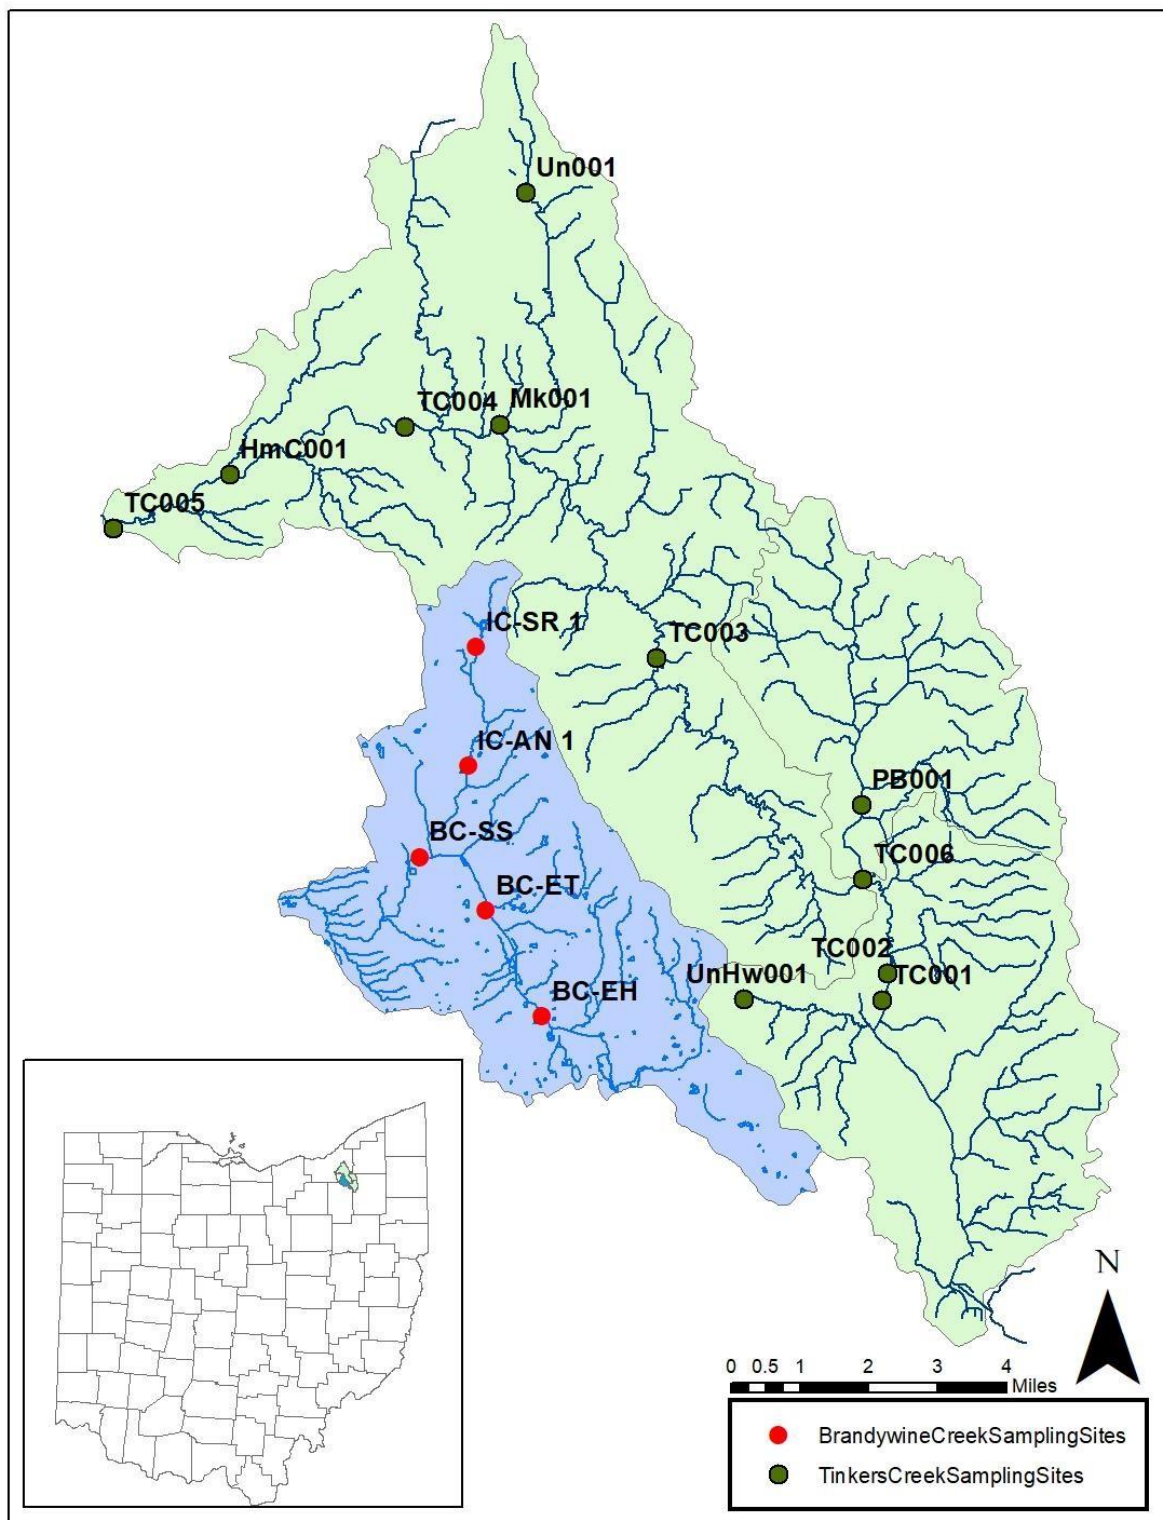 Un001
TC004
Mk001
HmC001
TC005
IC-SR 1
TC003
IC-AN 1
PB001
BC-SS
TC006
BC-ET
TC002
TC001
UnHw001
BC-EH
N
0 0.5 1 2 3 4
Miles
BrandywineCreekSamplingSites
TinkersCreekSamplingSites